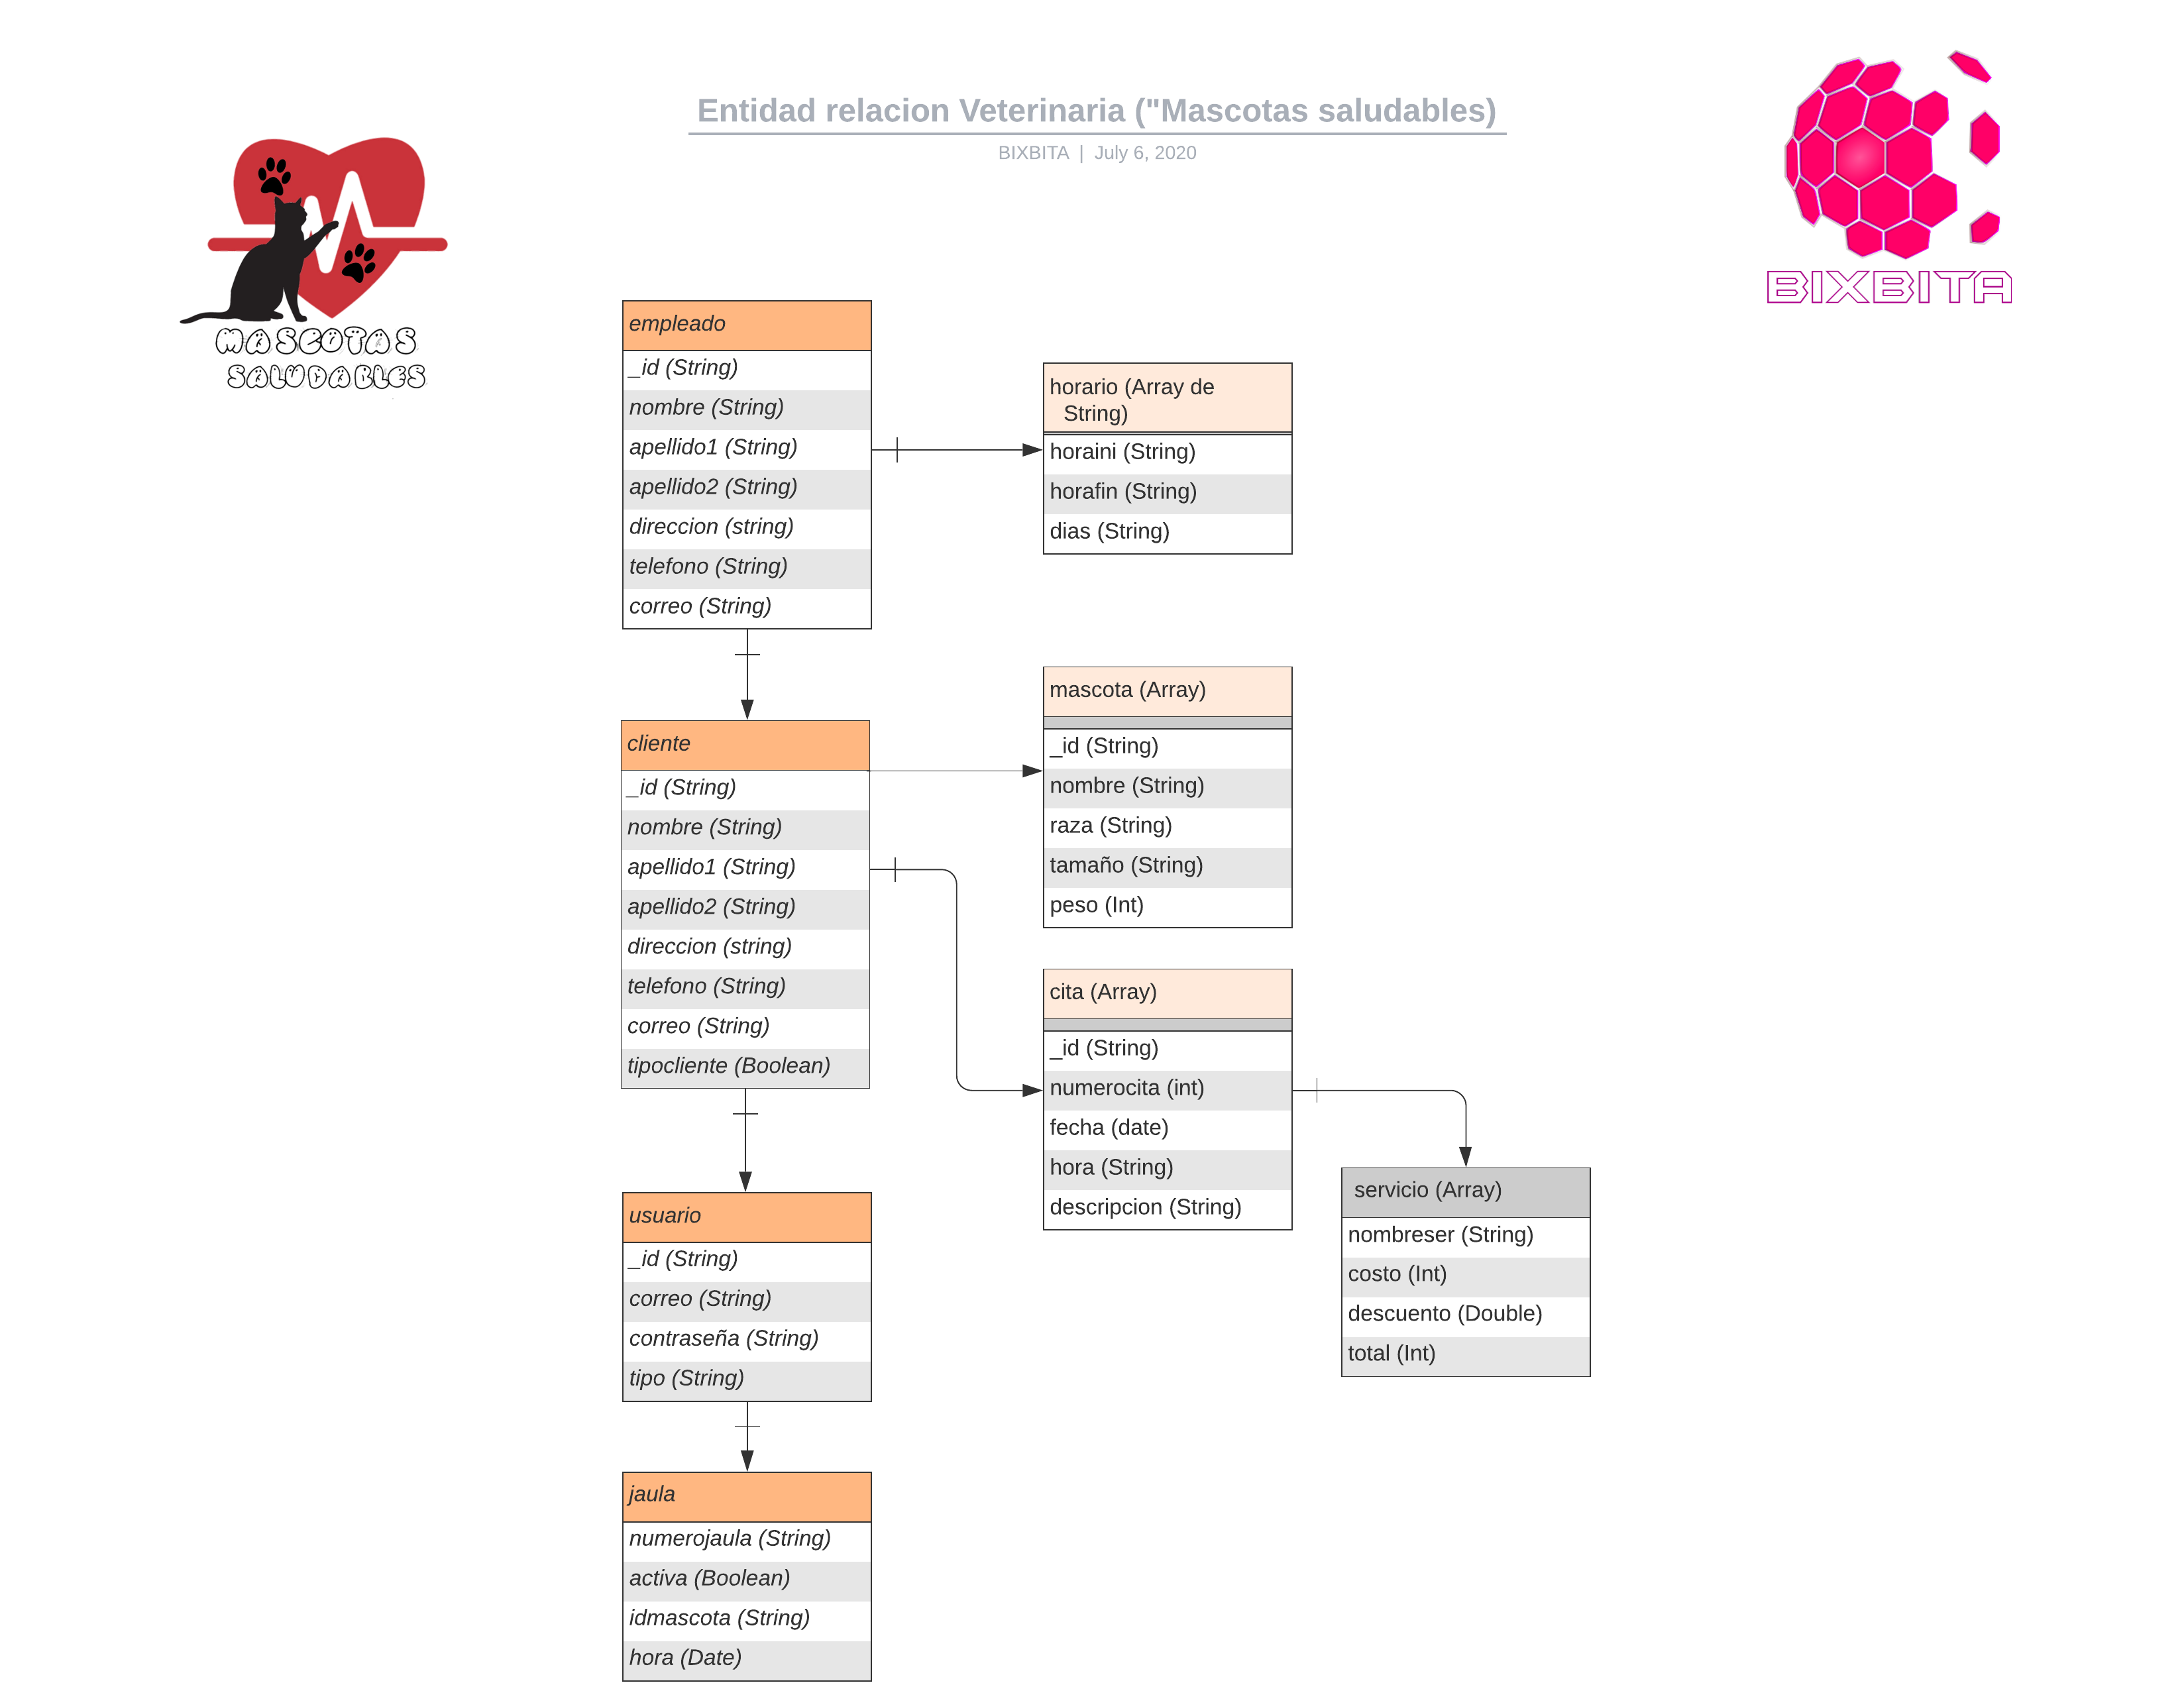 Entidad relacion Veterinaria ("Mascotas saludables)
BIXBITA | July 6, 2020
MASCOTAS
SALUDABLES
BIXBITA
empleado
_id (String)
nombre (String)
apellido1 (String)
apellido2 (String)
direccion (string)
telefono (String)
correo (String)
horario (Array de
String)
horaini (String)
horafin (String)
dias (String)
cliente
_id (String)
nombre (String)
apellido1 (String)
apellido2 (String)
direccion (string)
telefono (String)
correo (String)
tipocliente (Boolean)
mascota (Array)
_id (String)
nombre (String)
raza (String)
tamaño (String)
peso (Int)
cita (Array)
_id (String)
numerocita (int)
fecha (date)
hora (String)
descripcion (String)
servicio (Array)
nombreser (String)
costo (Int)
descuento (Double)
total (Int)
usuario
_id (String)
correo (String)
contraseña (String)
tipo (String)
jaula
numerojaula (String)
activa (Boolean)
idmascota (String)
hora (Date)